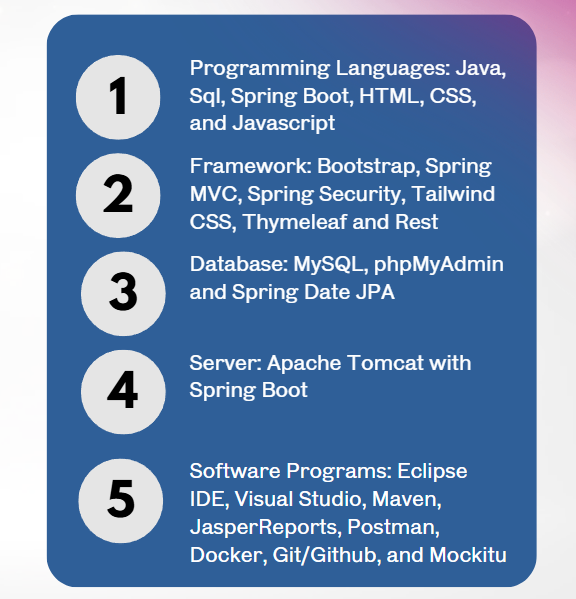 1
Programming Languages: Java,
Sql, Spring Boot, HTML, CSS,
and Javascript
2
Framework: Bootstrap, Spring
MVC, Spring Security, Tailwind
CSS, Thymeleaf and Rest
3
Database: MySQL, phpMyAdmin
and Spring Date JPA
4
Server: Apache Tomcat with
Spring Boot
5
Software Programs: Eclipse
IDE, Visual Studio, Maven,
JasperReports, Postman,
Docker, Git/Github, and Mockitu